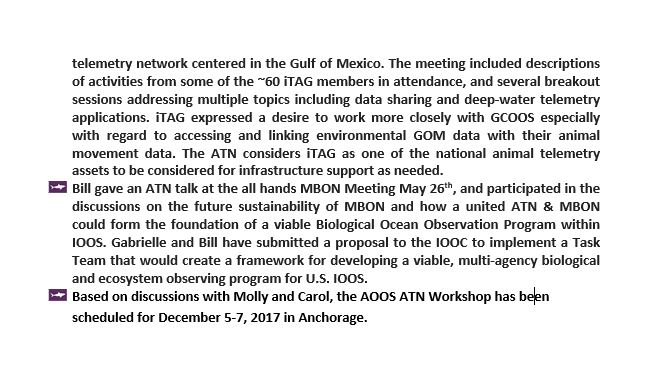 telemetry network centered in the Gulf of Mexico. The meeting included descriptions
of activities from some of the ~60 iTAG members in attendance, and several breakout
sessions addressing multiple topics including data sharing and deep-water telemetry
applications. iTAG expressed a desire to work more closely with GCOOS especially
with regard to accessing and linking environmental GOM data with their animal
movement data. The ATN considers iTAG as one of the national animal telemetry
assets to be considered for infrastructure support as needed.
Bill gave an ATN talk at the all hands MBON Meeting May 26th, and participated in the
discussions on the future sustainability of MBON and how a united ATN & MBON
could form the foundation of a viable Biological Ocean Observation Program within
IOOS. Gabrielle and Bill have submitted a proposal to the IOOC to implement a Task
Team that would create a framework for developing a viable, multi-agency biological
and ecosystem observing program for U.S. IOOS.
Based on discussions with Molly and Carol, the AOOS ATN Workshop has been
scheduled for December 5-7, 2017 in Anchorage.